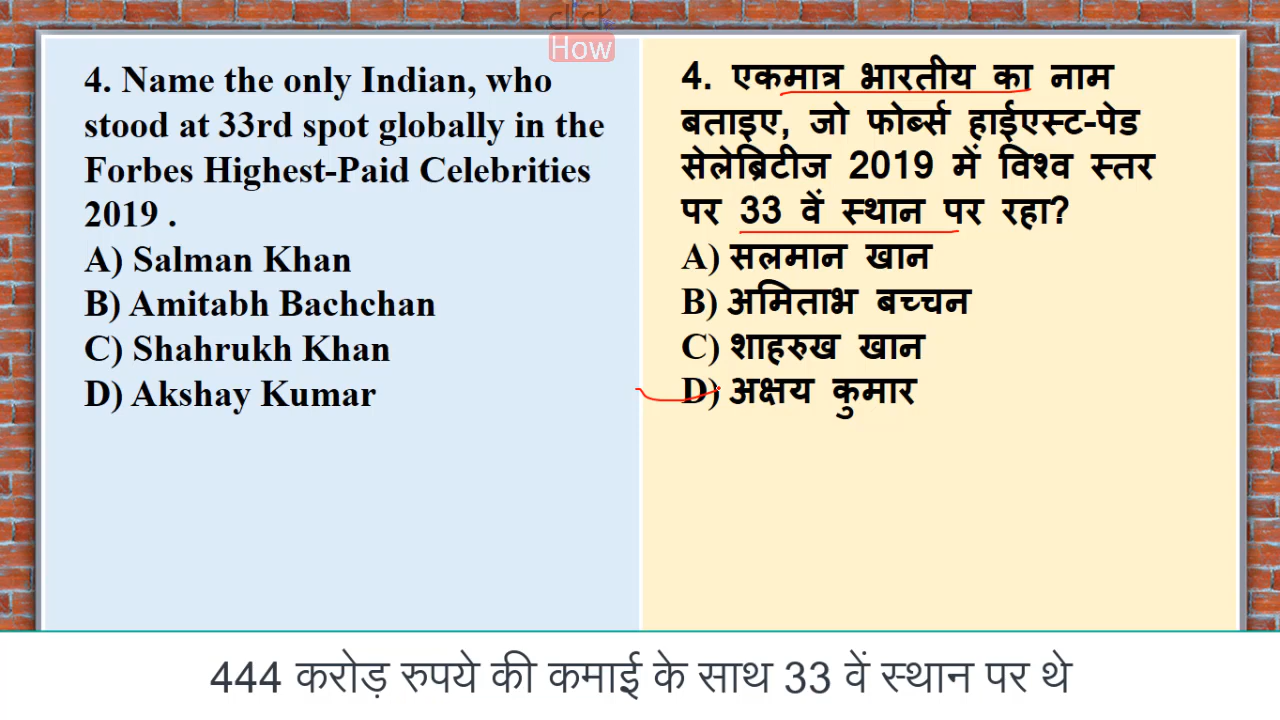 click
How
4. Name the only Indian, who
stood at 33rd spot globally in the
Forbes Highest-Paid Celebrities
2019 .
A) Salman Khan
B) Amitabh Bachchan
C) Shahrukh Khan
D) Akshay Kumar
4. एकमात्र भारतीय का नाम
बताइए, जो फोर्ब्स हाईएस्ट-पेड
सेलेब्रिटीज 2019 में विश्व स्तर
पर 33 वें स्थान पर रहा?
A) सलमान खान
B) अमिताभ बच्चन
C) शाहरुख खान
D) अक्षय कुमार
444 करोड़ रुपये की कमाई के साथ 33 वें स्थान पर थे